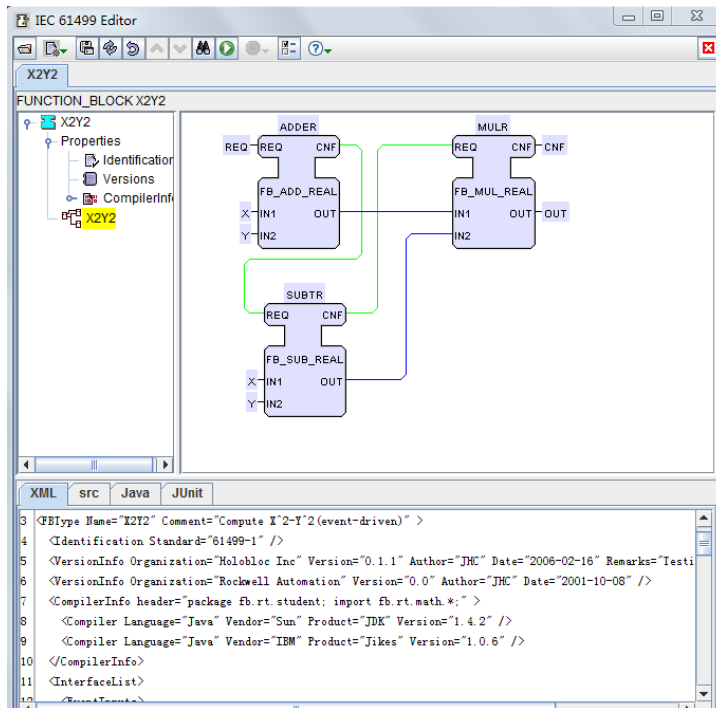 IEC 61499 Editor
X2Y2
FUNCTION_BLOCK X2Y2
X2Y2
Properties
Identification
Versions
CompilerInf
X2Y2
ADDER
REQ REQ CNF
FB_ADD_REAL
X IN1 OUT
Y IN2
MULR
REQ CNF CNF
FB_MUL_REAL
IN1 OUT OUT
IN2
SUBTR
REQ CNF
FB_SUB_REAL
X IN1 OUT
Y IN2
XML src Java JUnit
3 <FBType Name="X2Y2" Comment="Compute X^2-Y^2(event-driven)" >
4 <Identification Standard="61499-1" />
5 <VersionInfo Organization="Holobloc Inc" Version="0.1.1" Author="JHC" Date="2006-02-16" Remarks="Testi
6 <VersionInfo Organization="Rockwell Automation" Version="0.0" Author="JHC" Date="2001-10-08" />
7 <CompilerInfo header="package fb.rt.student; import fb.rt.math.*;" >
8 <Compiler Language="Java" Vendor="Sun" Product="JDK" Version="1.4.2" />
9 <Compiler Language="Java" Vendor="IBM" Product="Jikes" Version="1.0.6" />
10 </CompilerInfo>
11 <InterfaceList>
12 <EventInputs>